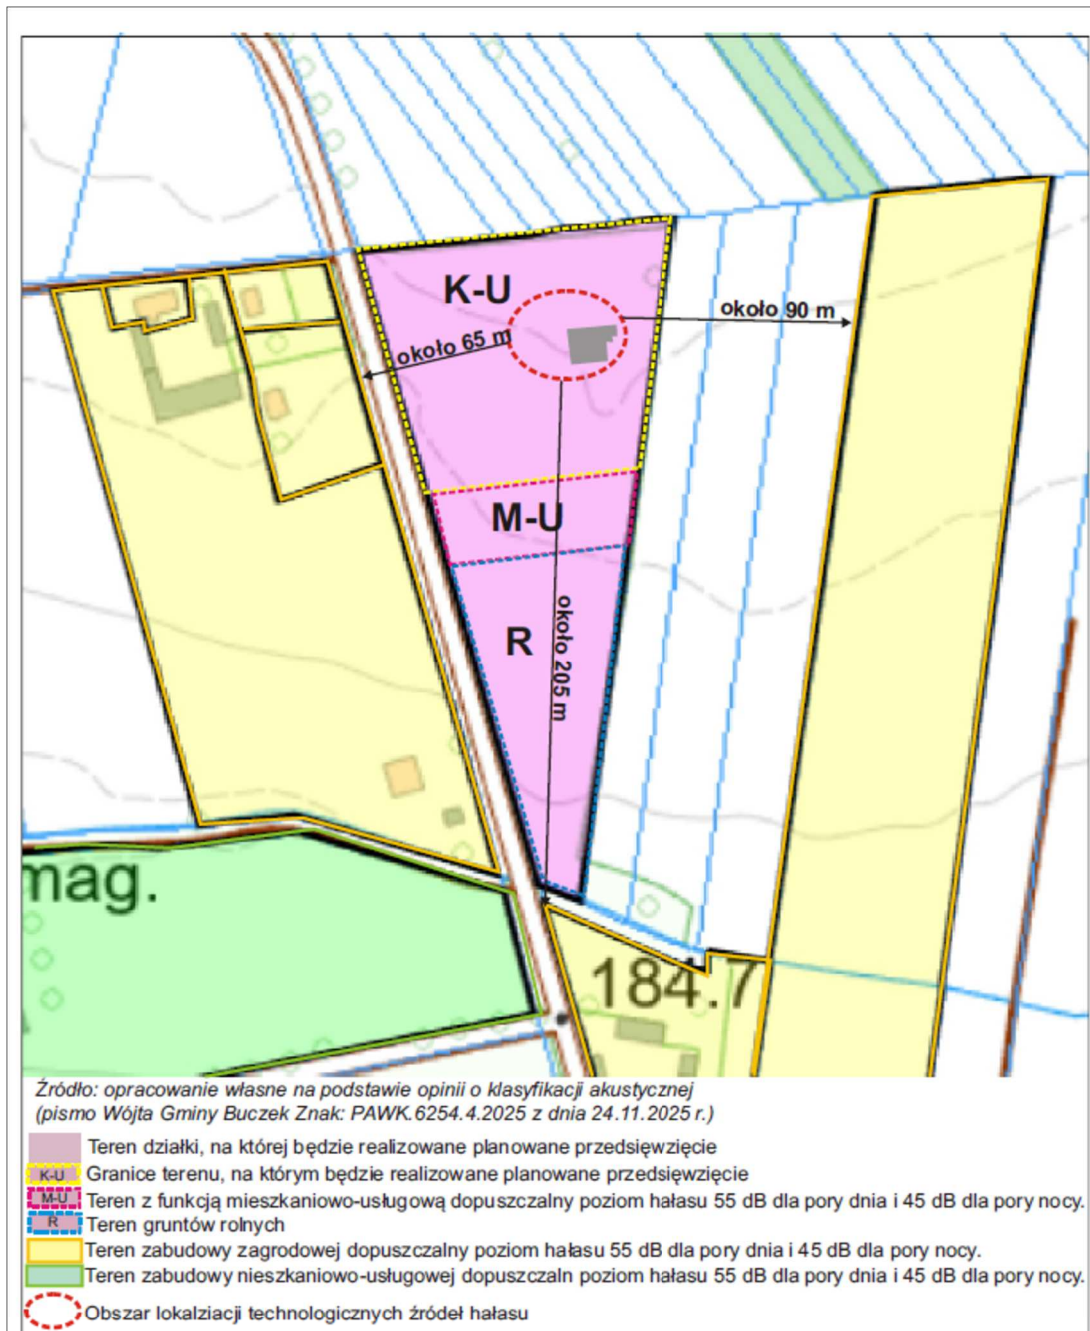 K-U
około 90 m
około 65 m
M-U
R
około 205 m
mag.
184.7
Źródło: opracowanie własne na podstawie opinii o klasyfikacji akustycznej
(pismo Wójta Gminy Buczek Znak: PAWK.6254.4.2025 z dnia 24.11.2025 r.)
Teren działki, na której będzie realizowane planowane przedsięwzięcie
K-U Granice terenu, na którym będzie realizowane planowane przedsięwzięcie
M-U Teren z funkcją mieszkaniowo-usługową dopuszczalny poziom hałasu 55 dB dla pory dnia i 45 dB dla pory nocy.
R Teren gruntów rolnych
Teren zabudowy zagrodowej dopuszczalny poziom hałasu 55 dB dla pory dnia i 45 dB dla pory nocy.
Teren zabudowy nieszkaniowo-usługowej dopuszczaln poziom hałasu 55 dB dla pory dnia i 45 dB dla pory nocy.
Obszar lokalziacji technologicznych źródeł hałasu